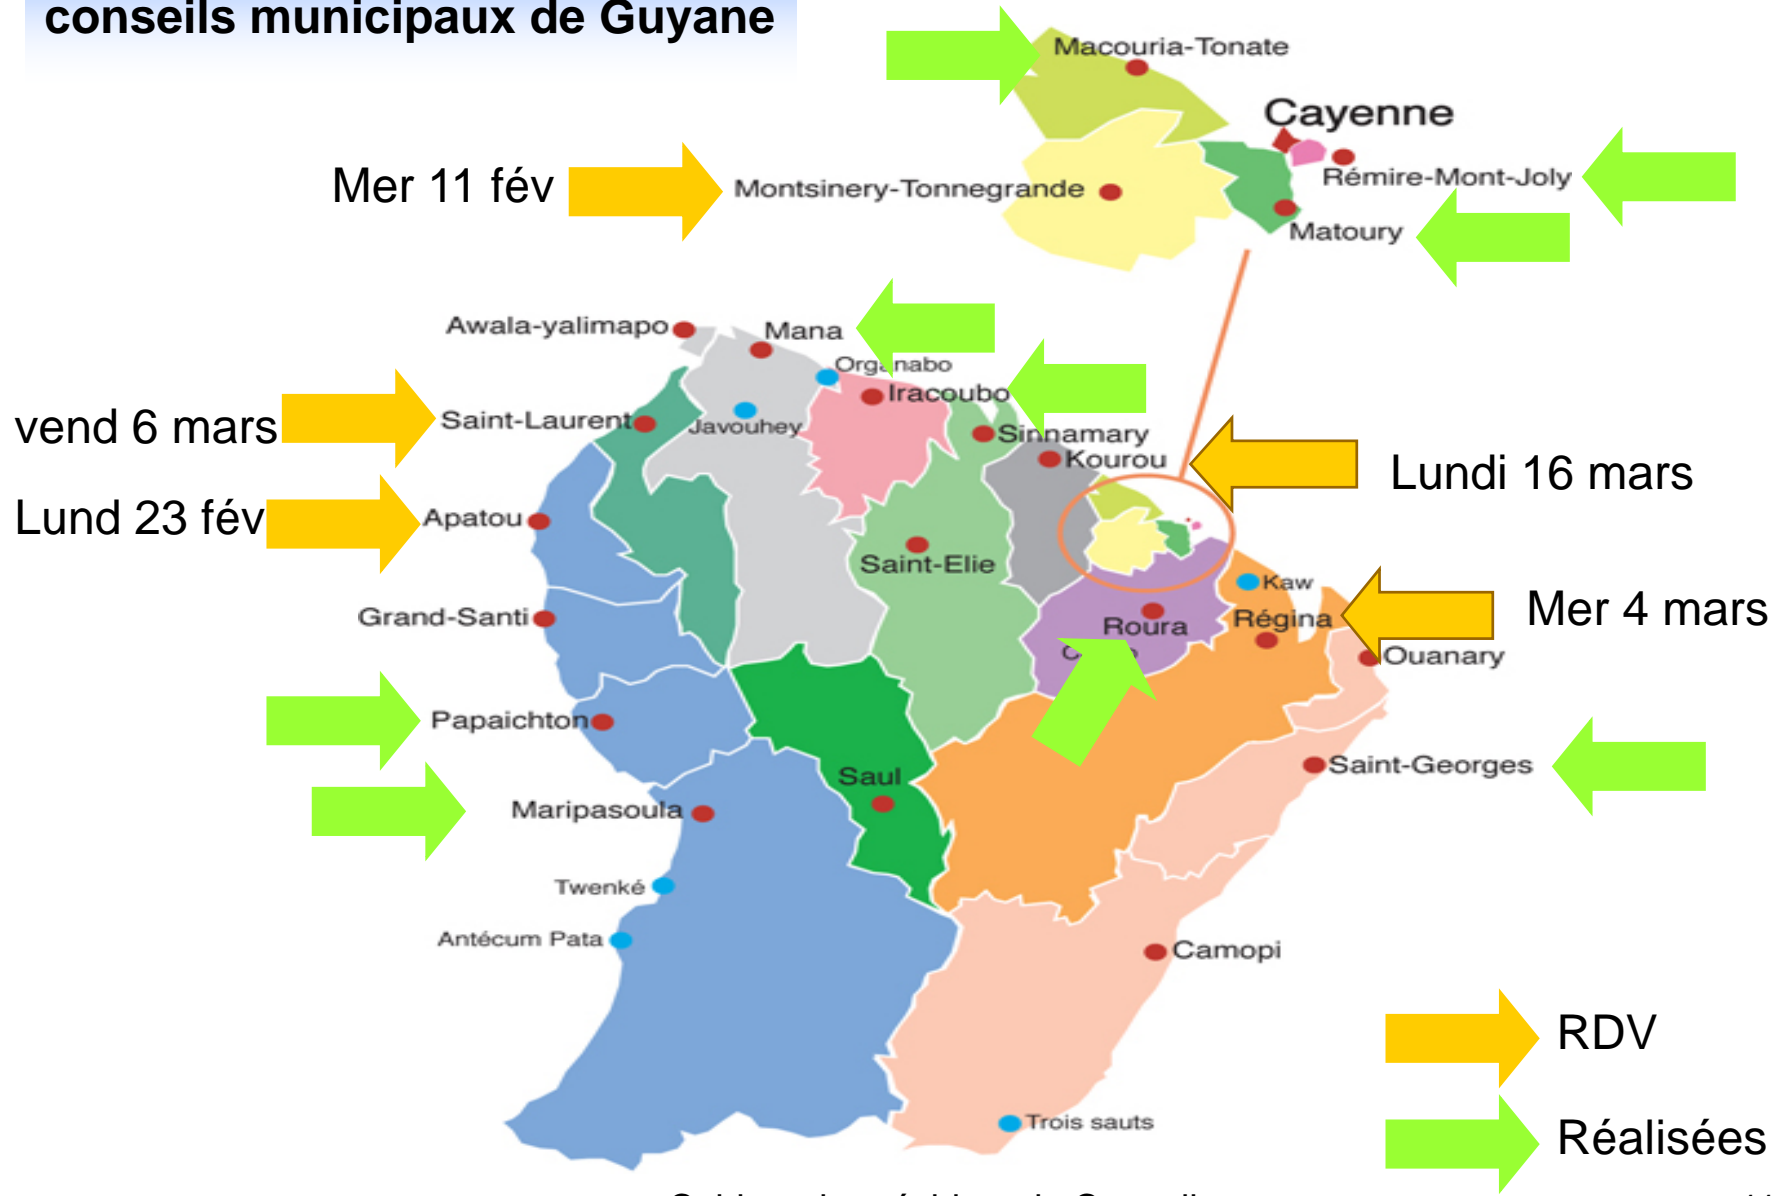 conseils municipaux de Guyane
Macouria-Tonate
Cayenne
Rémire-Mont-Joly
Mer 11 fév
Montsinery-Tonnegrande
Matoury
Awala-yalimapo
Mana
Organabo
Iracoubo
vend 6 mars
Saint-Laurent
Javouhey
Sinnamary
Kourou
Lundi 16 mars
Lund 23 fév
Apatou
Saint-Elie
Kaw
Grand-Santi
Roura
Régina
Mer 4 mars
Ouanary
Papaichton
Saint-Georges
Saul
Maripasoula
Twenké
Antécum Pata
Camopi
RDV
Trois sauts
Réalisées